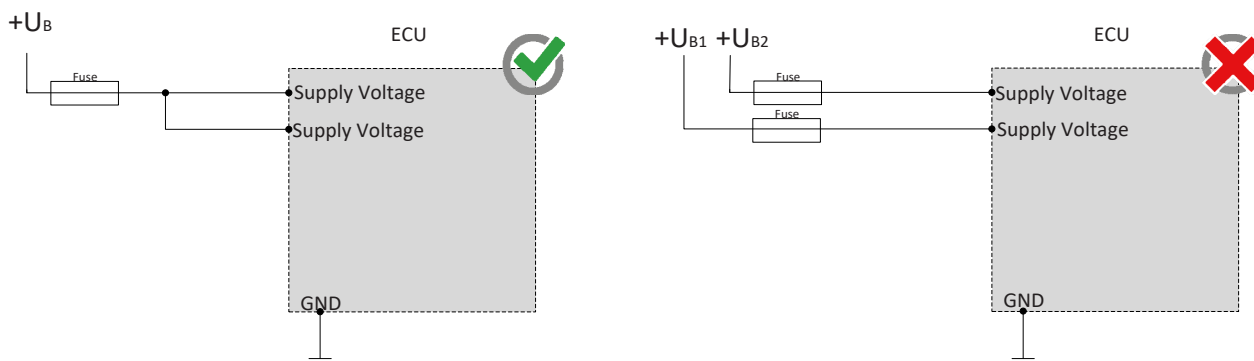 +UB
ECU
Fuse
Supply Voltage
Supply Voltage
GND
+UB1 +UB2
ECU
Fuse
Supply Voltage
Fuse
Supply Voltage
GND